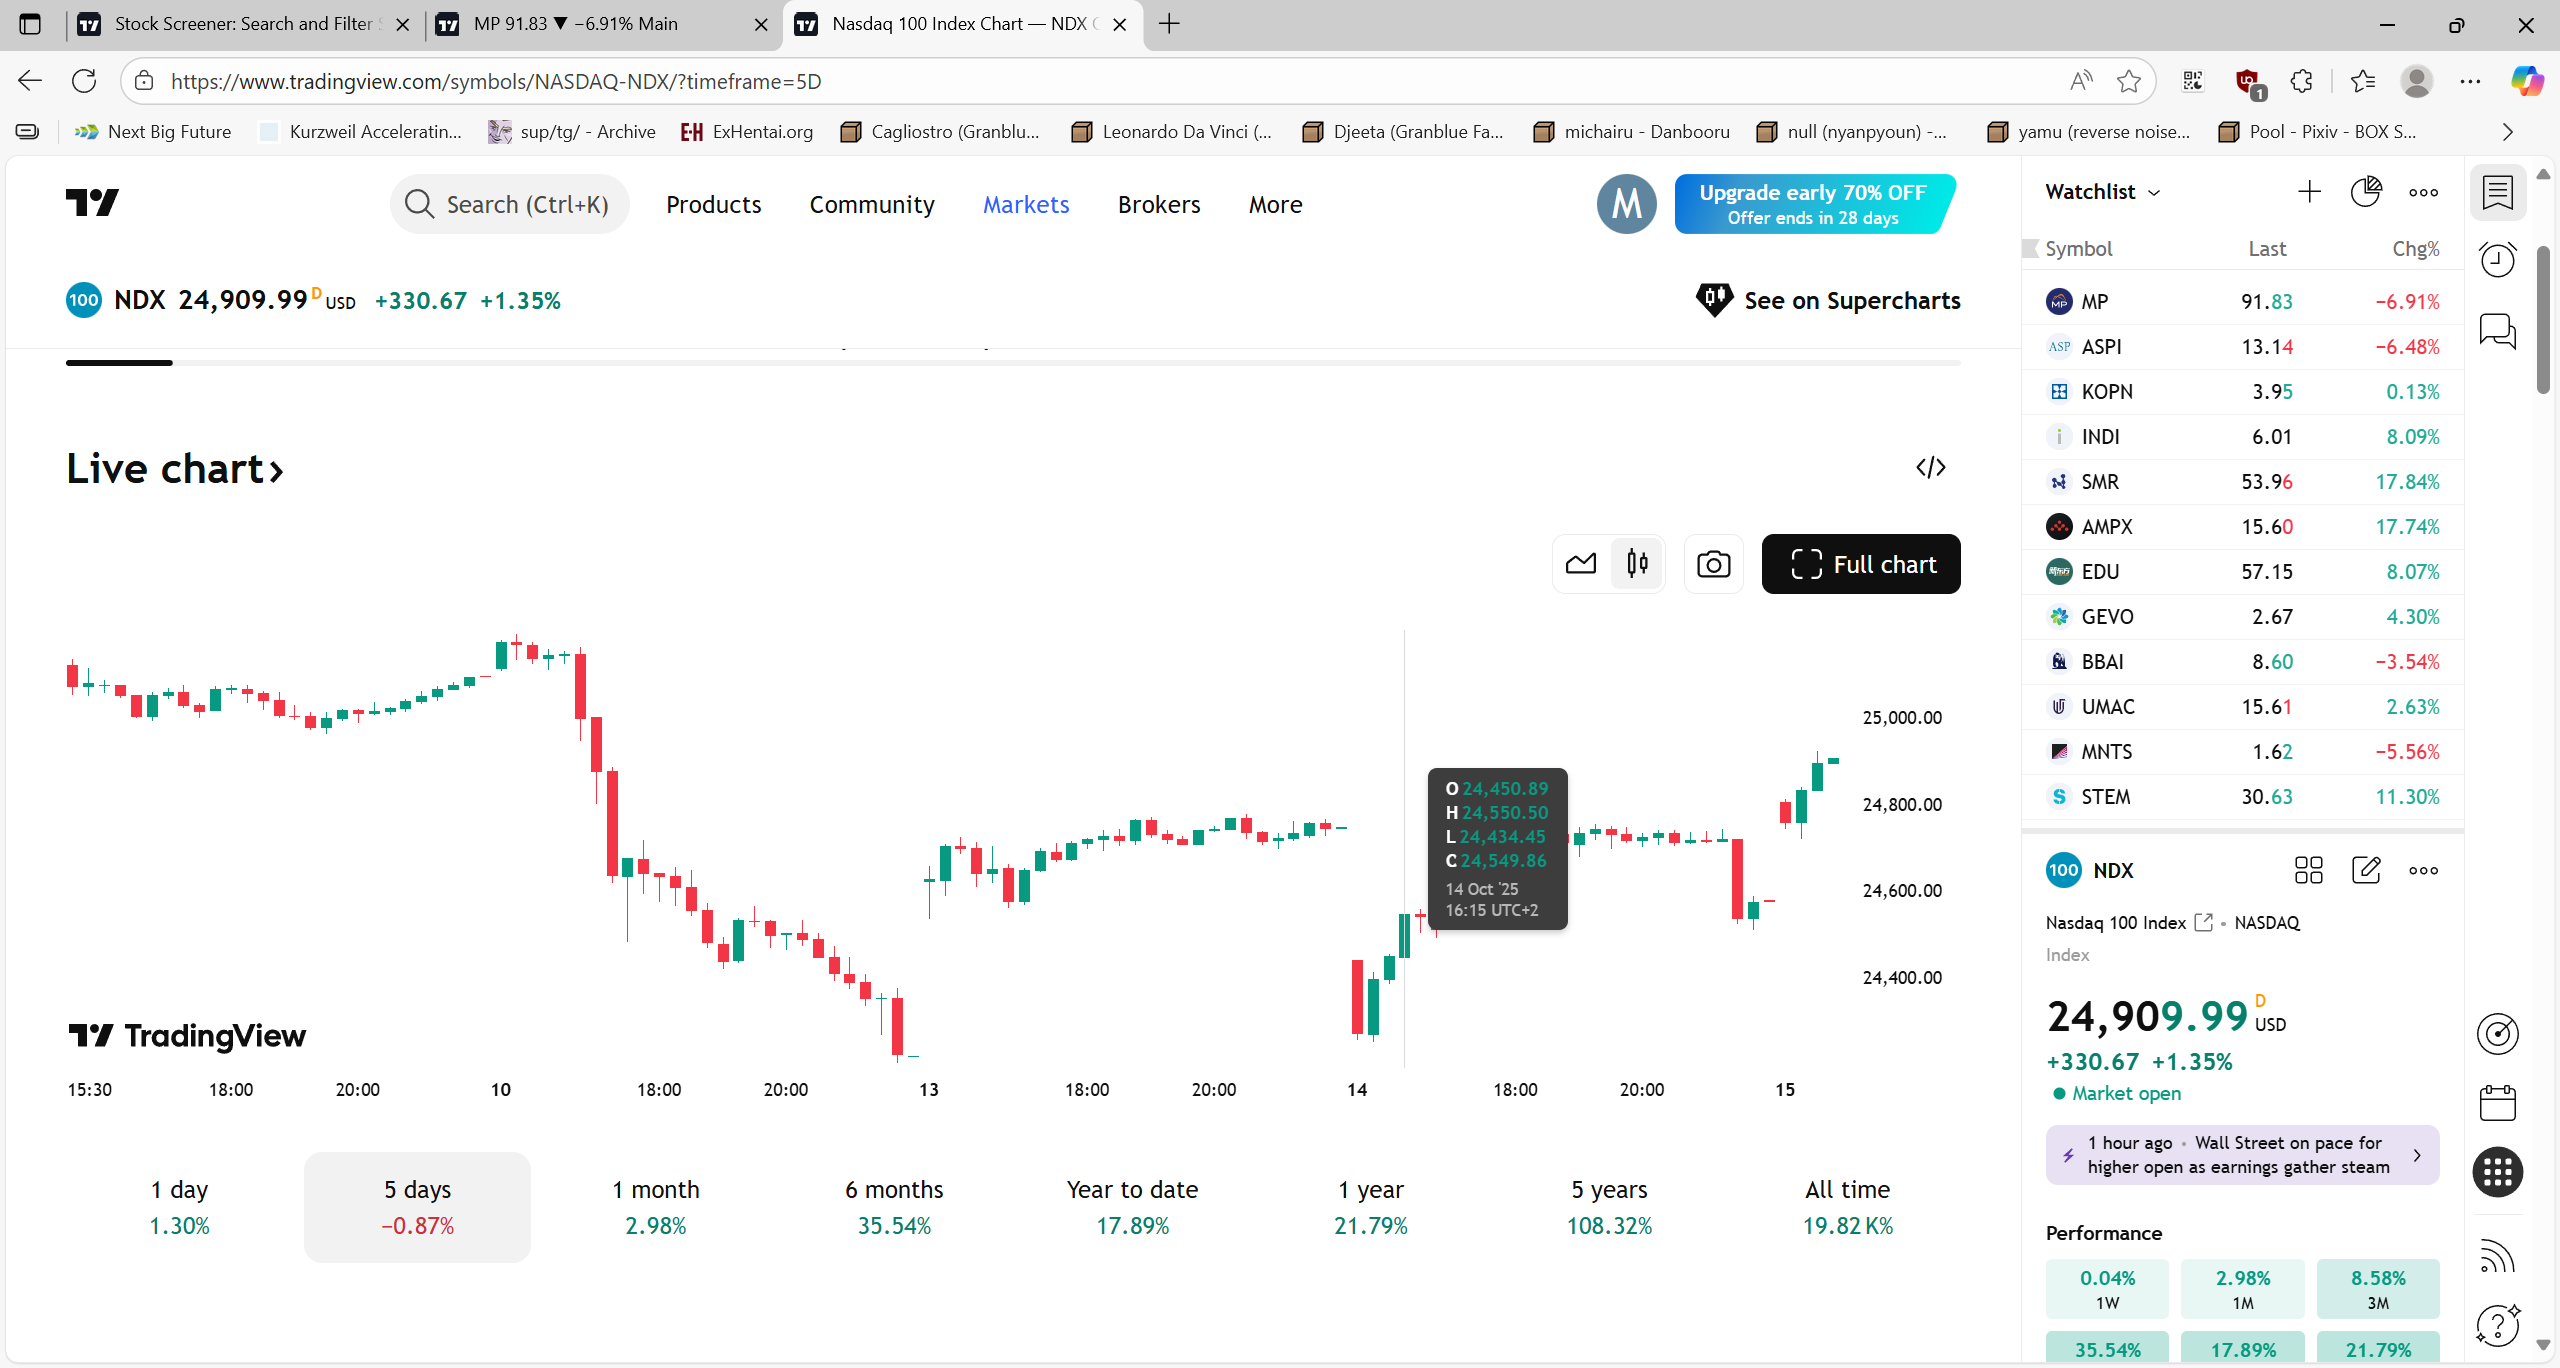 Stock Screener: Search and Filter S
MP 91.83 ▼ −6.91% Main
Nasdaq 100 Index Chart — NDX
https://www.tradingview.com/symbols/NASDAQ-NDX/?timeframe=5D
1
Next Big Future
Kurzweil Acceleratin...
sup/tg/ - Archive
ExHentai.org
Cagliostro (Granblu...
Leonardo Da Vinci (...
Djeeta (Granblue Fa...
michairu - Danbooru
null (nyanpyoun) -...
yamu (reverse noise...
Pool - Pixiv - BOX S...
Search (Ctrl+K)
Products
Community
Markets
Brokers
More
M
Upgrade early 70% OFF
Offer ends in 28 days
100 NDX 24,909.99 D USD +330.67 +1.35%
See on Supercharts
Live chart›
Full chart
25,000.00
24,800.00
24,600.00
24,400.00
O 24,450.89
H 24,550.50
L 24,434.45
C 24,549.86
14 Oct '25
16:15 UTC+2
TradingView
15:30 18:00 20:00 10 18:00 20:00 13 18:00 20:00 14 18:00 20:00 15
1 day
1.30%
5 days
−0.87%
1 month
2.98%
6 months
35.54%
Year to date
17.89%
1 year
21.79%
5 years
108.32%
All time
19.82 K%
Watchlist
Symbol Last Chg%
MP 91.83 −6.91%
ASP ASPI 13.14 −6.48%
KOPN 3.95 0.13%
INDI 6.01 8.09%
SMR 53.96 17.84%
AMPX 15.60 17.74%
EDU 57.15 8.07%
GEVO 2.67 4.30%
BBAI 8.60 −3.54%
UMAC 15.61 2.63%
MNTS 1.62 −5.56%
STEM 30.63 11.30%
100 NDX
Nasdaq 100 Index • NASDAQ
Index
24,909.99 D USD
+330.67 +1.35%
Market open
1 hour ago • Wall Street on pace for
higher open as earnings gather steam
Performance
0.04%
1W
2.98%
1M
8.58%
3M
35.54%
17.89%
21.79%